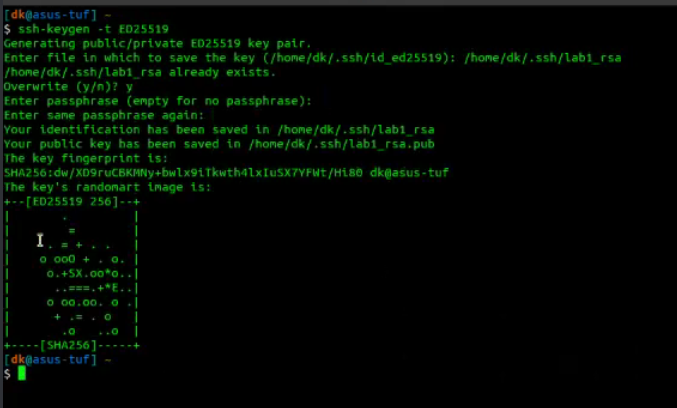 [dk@asus-tuf] ~
$ ssh-keygen -t ED25519
Generating public/private ED25519 key pair.
Enter file in which to save the key (/home/dk/.ssh/id_ed25519): /home/dk/.ssh/lab1_rsa
/home/dk/.ssh/lab1_rsa already exists.
Overwrite (y/n)? y
Enter passphrase (empty for no passphrase):
Enter same passphrase again:
Your identification has been saved in /home/dk/.ssh/lab1_rsa
Your public key has been saved in /home/dk/.ssh/lab1_rsa.pub
The key fingerprint is:
SHA256:dw/XD9ruCBKMNy+bwlx9iTkwth4lxIuSX7YFWt/Hi80 dk@asus-tuf
The key's randomart image is:
+--[ED25519 256]--+
|        .        |
|         =       |
|      . = + . .  |
|     o ooO + . o.|
|      o.+SX.oo*o..|
|       ..===.+*E..|
|      o oo.oo. o .|
|       + .= . o  |
|        .o   ..o |
+----[SHA256]-----+
[dk@asus-tuf] ~
$